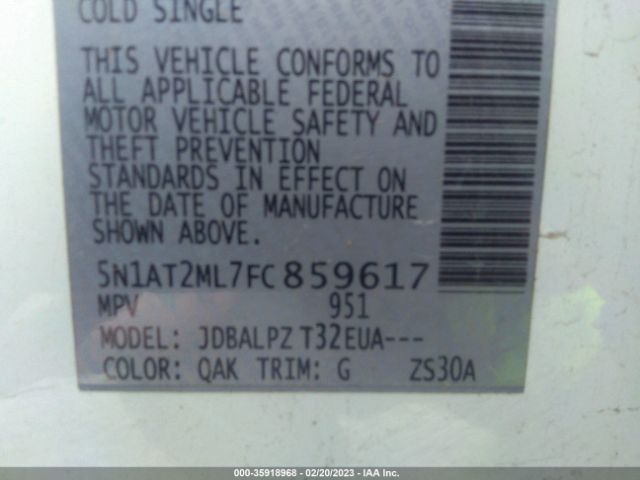 COLD SINGLE
THIS VEHICLE CONFORMS TO
ALL APPLICABLE FEDERAL
MOTOR VEHICLE SAFETY AND
THEFT PREVENTION
STANDARDS IN EFFECT ON
THE DATE OF MANUFACTURE
SHOWN ABOVE.
5N1AT2ML7FC859617
MPV 951
MODEL: JDBALPZ T32EUA---
COLOR: QAK TRIM: G ZS30A
000-35918968 - 02/20/2023 - IAA Inc.